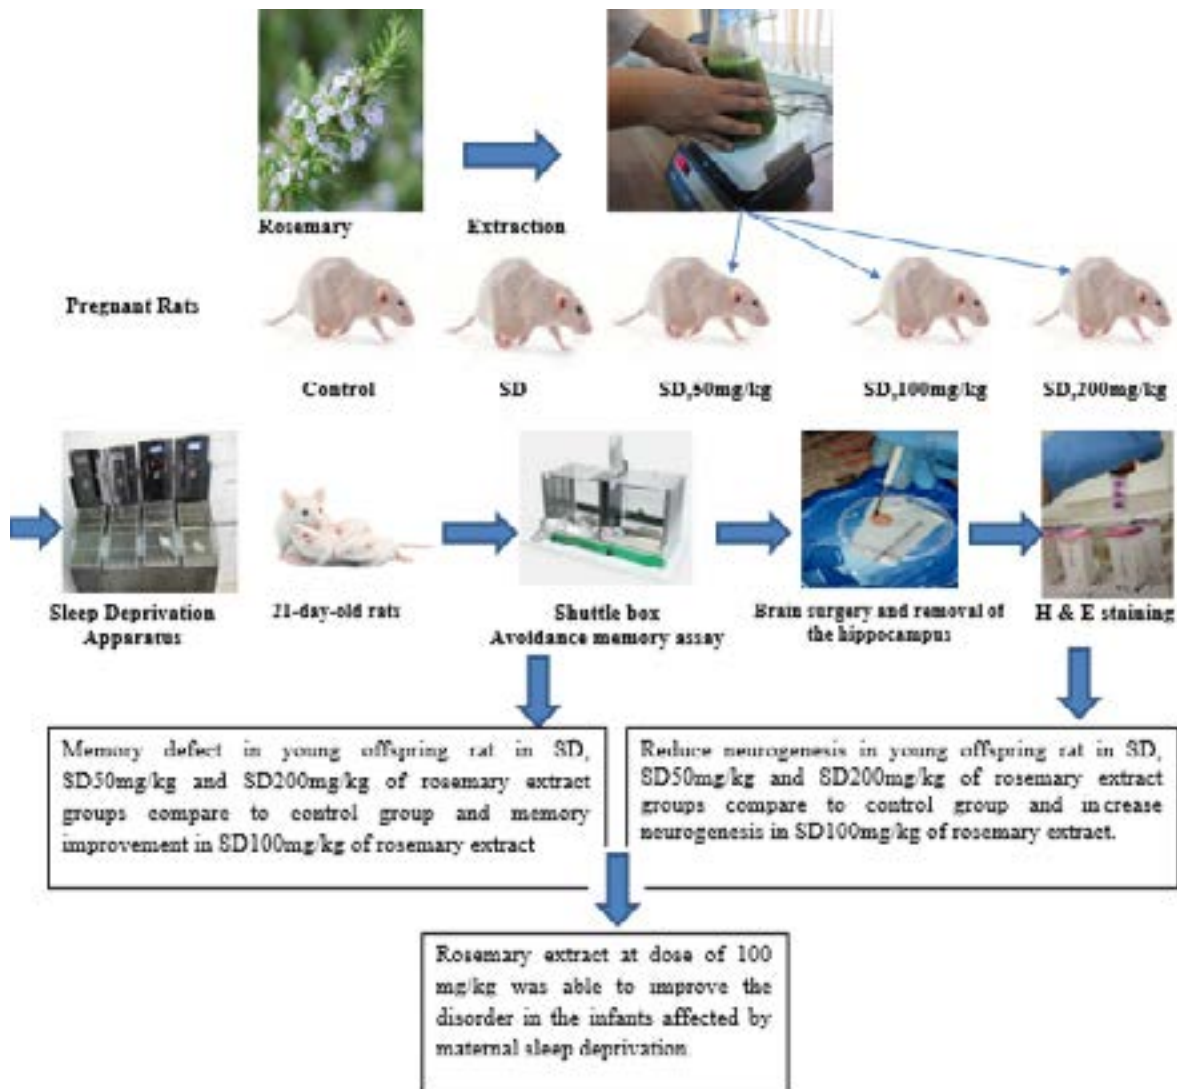 Rosemary
Extraction
Pregnant Rats
Control
SD
SD,50mg/kg
SD,100mg/kg
SD,200mg/kg
Sleep Deprivation
Apparatus
21-day-old rats
Shuttle box
Avoidance memory assay
Brain surgery and removal of
the hippocampus
H & E staining
Memory defect in young offspring rat in SD,
SD50mg/kg and SD200mg/kg of rosemary extract
groups compare to control group and memory
improvement in SD100mg/kg of rosemary extract
Reduce neurogenesis in young offspring rat in SD,
SD50mg/kg and SD200mg/kg of rosemary extract
groups compare to control group and increase
neurogenesis in SD100mg/kg of rosemary extract.
Rosemary extract at dose of 100
mg/kg was able to improve the
disorder in the infants affected by
maternal sleep deprivation.